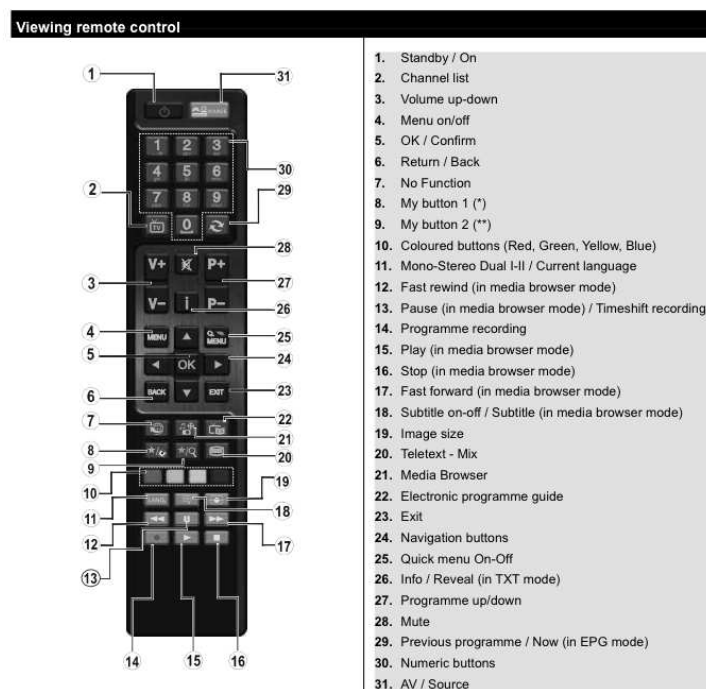 Viewing remote control
1
31
1
2
3
4
5
6
30
7
8
9
2
29
TV
0
28
V+
P+
3
27
V-
i
P-
26
4
MENU
MENU
25
5
OK
24
6
BACK
EXIT
23
7
22
21
8
20
9
10
19
11
LANG.
18
12
17
13
14
15
16
1. Standby / On
2. Channel list
3. Volume up-down
4. Menu on/off
5. OK / Confirm
6. Return / Back
7. No Function
8. My button 1 (*)
9. My button 2 (**)
10. Coloured buttons (Red, Green, Yellow, Blue)
11. Mono-Stereo Dual I-II / Current language
12. Fast rewind (in media browser mode)
13. Pause (in media browser mode) / Timeshift recording
14. Programme recording
15. Play (in media browser mode)
16. Stop (in media browser mode)
17. Fast forward (in media browser mode)
18. Subtitle on-off / Subtitle (in media browser mode)
19. Image size
20. Teletext - Mix
21. Media Browser
22. Electronic programme guide
23. Exit
24. Navigation buttons
25. Quick menu On-Off
26. Info / Reveal (in TXT mode)
27. Programme up/down
28. Mute
29. Previous programme / Now (in EPG mode)
30. Numeric buttons
31. AV / Source